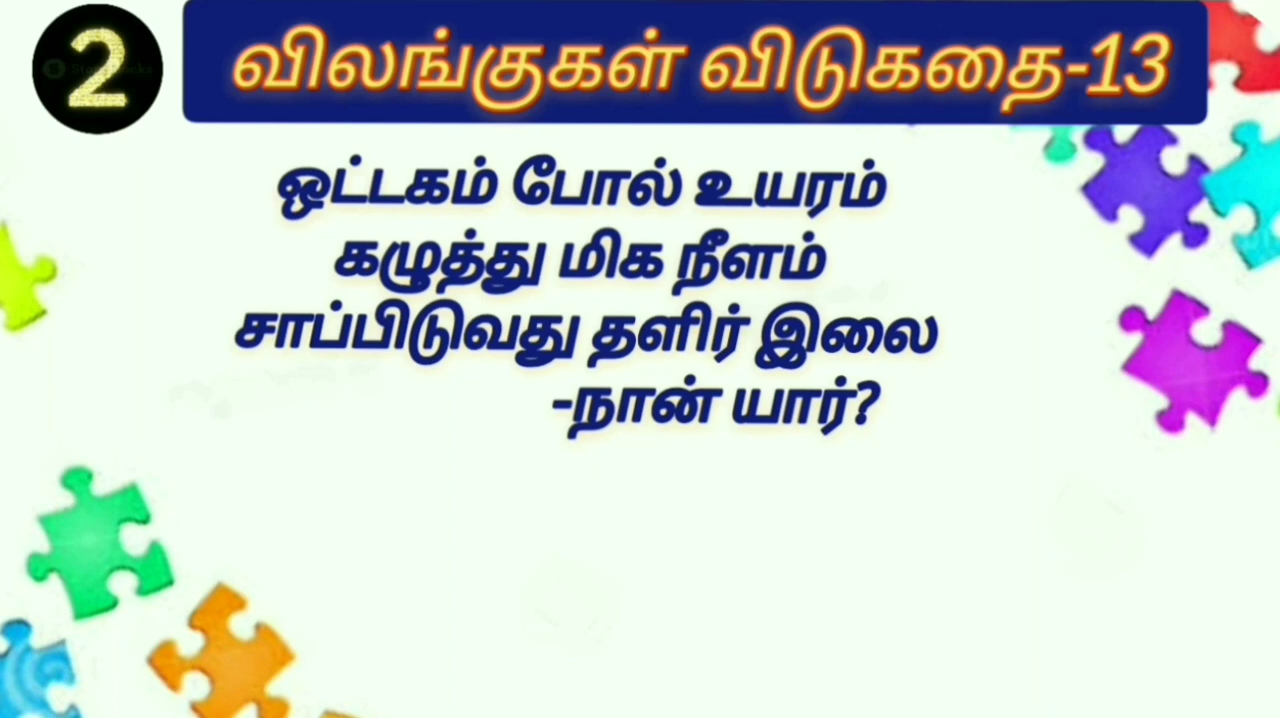 2
விலங்குகள் விடுகதை-13
ஒட்டகம் போல் உயரம்
கழுத்து மிக நீளம்
சாப்பிடுவது தளிர் இலை
-நான் யார்?